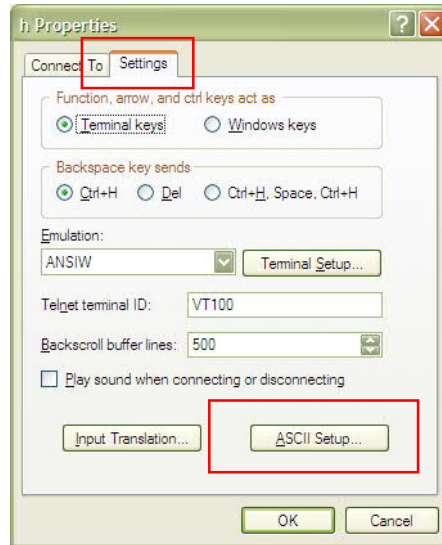 h Properties
Connect To Settings
Function, arrow, and ctrl keys act as
Terminal keys Windows keys
Backspace key sends
Ctrl+H Del Ctrl+H, Space, Ctrl+H
Emulation:
ANSIW Terminal Setup...
Telnet terminal ID: VT100
Backscroll buffer lines: 500
Play sound when connecting or disconnecting
Input Translation... ASCII Setup...
OK Cancel